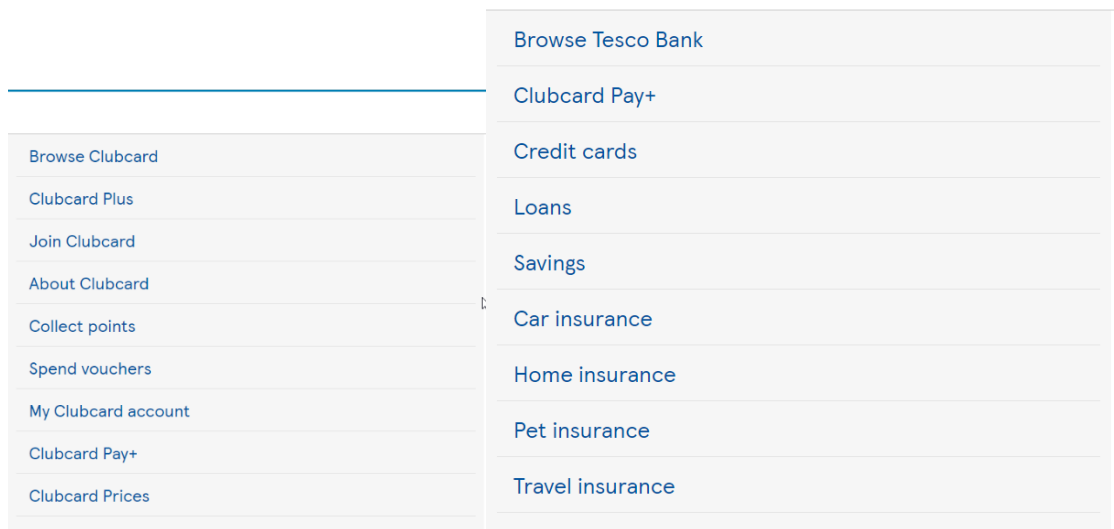 Browse Clubcard
Clubcard Plus
Join Clubcard
About Clubcard
Collect points
Spend vouchers
My Clubcard account
Clubcard Pay+
Clubcard Prices
Browse Tesco Bank
Clubcard Pay+
Credit cards
Loans
Savings
Car insurance
Home insurance
Pet insurance
Travel insurance